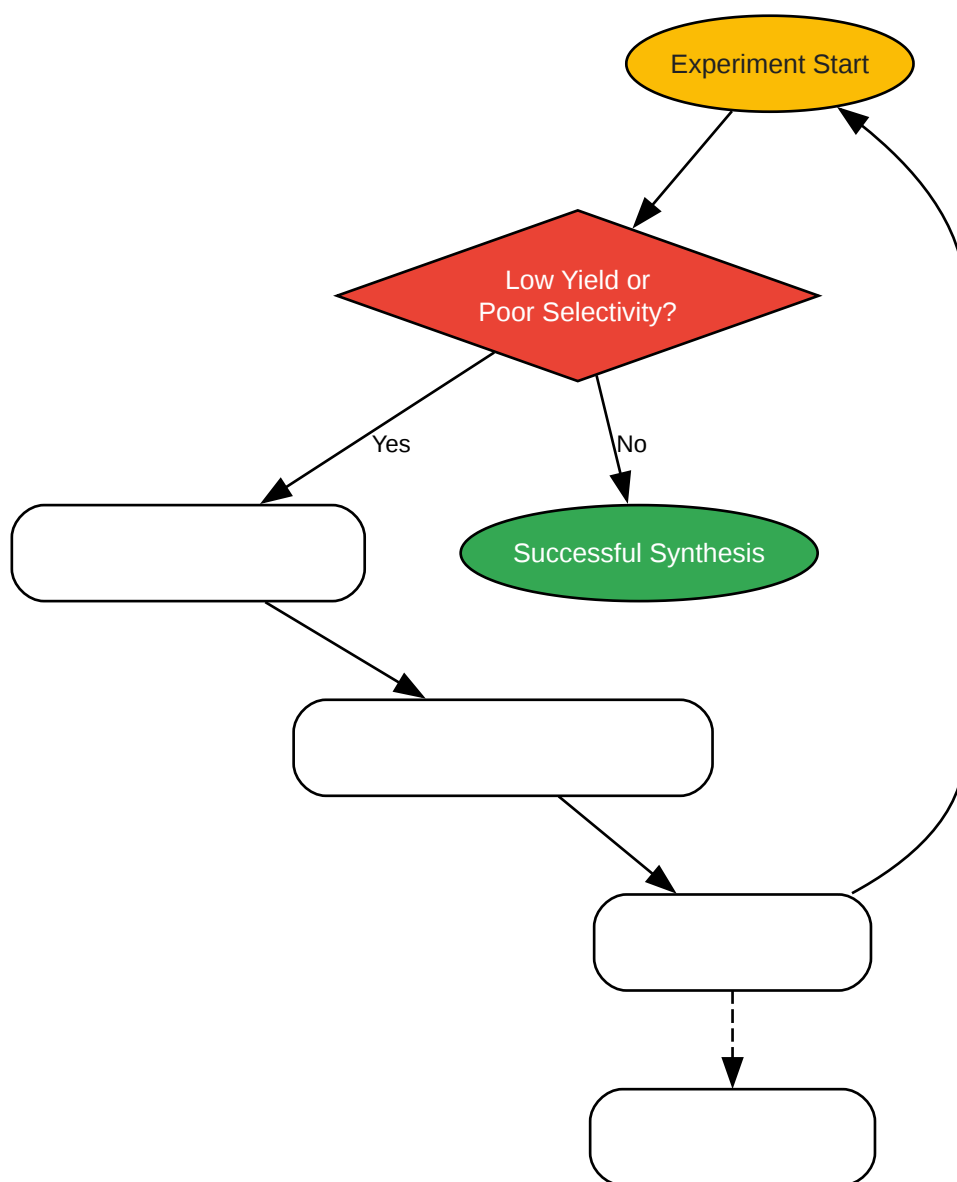 Experiment Start
Low Yield or
Poor Selectivity?
Yes
No
Successful Synthesis